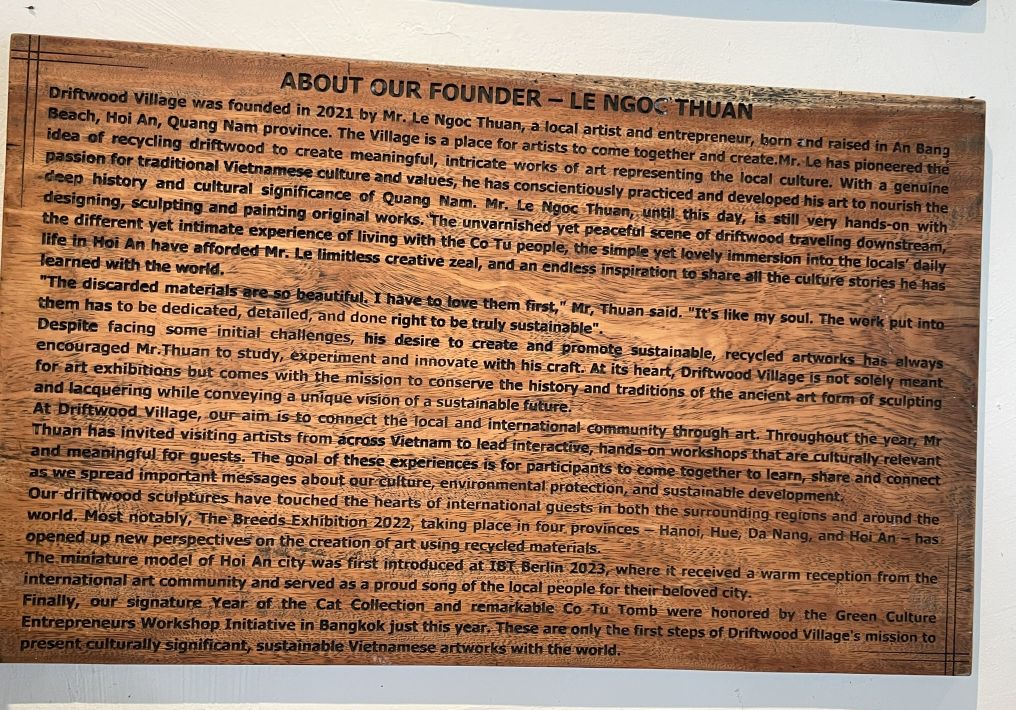 ABOUT OUR FOUNDER – LE NGOC THUAN
Driftwood Village was founded in 2021 by Mr. Le Ngoc Thuan, a local artist and entrepreneur, born and raised in An Bang
Beach, Hoi An, Quang Nam province. The Village is a place for artists to come together and create.Mr. Le has pioneered the
idea of recycling driftwood to create meaningful, intricate works of art representing the local culture. With a genuine
passion for traditional Vietnamese culture and values, he has conscientiously practiced and developed his art to nourish the
deep history and cultural significance of Quang Nam. Mr. Le Ngoc Thuan, until this day, is still very hands-on with
designing, sculpting and painting original works. The unvarnished yet peaceful scene of driftwood traveling downstream,
the different yet intimate experience of living with the Co Tu people, the simple yet lovely immersion into the locals' daily
life in Hoi An have afforded Mr. Le limitless creative zeal, and an endless inspiration to share all the culture stories he has
learned with the world.
"The discarded materials are so beautiful. I have to love them first," Mr, Thuan said. "It's like my soul. The work put into
them has to be dedicated, detailed, and done right to be truly sustainable".
Despite facing some initial challenges, his desire to create and promote sustainable, recycled artworks has always
encouraged Mr.Thuan to study, experiment and innovate with his craft. At its heart, Driftwood Village is not solely meant
for art exhibitions but comes with the mission to conserve the history and traditions of the ancient art form of sculpting
and lacquering while conveying a unique vision of a sustainable future.
At Driftwood Village, our aim is to connect the local and international community through art. Throughout the year, Mr
Thuan has invited visiting artists from across Vietnam to lead interactive, hands-on workshops that are culturally relevant
and meaningful for guests. The goal of these experiences is for participants to come together to learn, share and connect
as we spread important messages about our culture, environmental protection, and sustainable development.
Our driftwood sculptures have touched the hearts of international guests in both the surrounding regions and around the
world. Most notably, The Breeds Exhibition 2022, taking place in four provinces – Hanoi, Hue, Da Nang, and Hoi An – has
opened up new perspectives on the creation of art using recycled materials.
The miniature model of Hoi An city was first introduced at IBT Berlin 2023, where it received a warm reception from the
international art community and served as a proud song of the local people for their beloved city.
Finally, our signature Year of the Cat Collection and remarkable Co Tu Tomb were honored by the Green Culture
Entrepreneurs Workshop Initiative in Bangkok just this year. These are only the first steps of Driftwood Village's mission to
present culturally significant, sustainable Vietnamese artworks with the world.